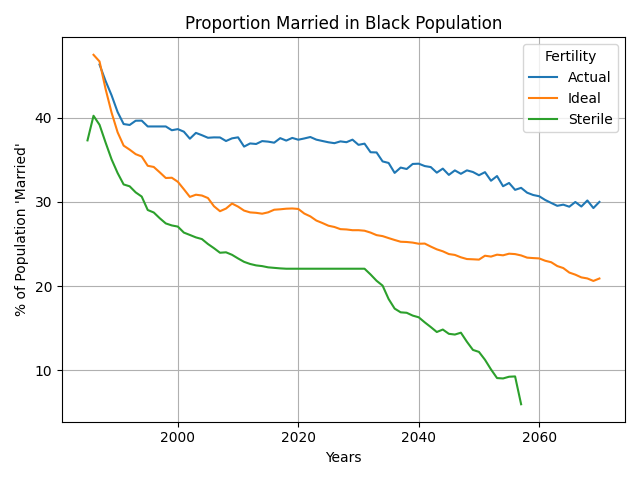 Proportion Married in Black Population
Fertility
Actual
Ideal
Sterile
% of Population 'Married'
40
30
20
10
2000
2020
2040
2060
Years